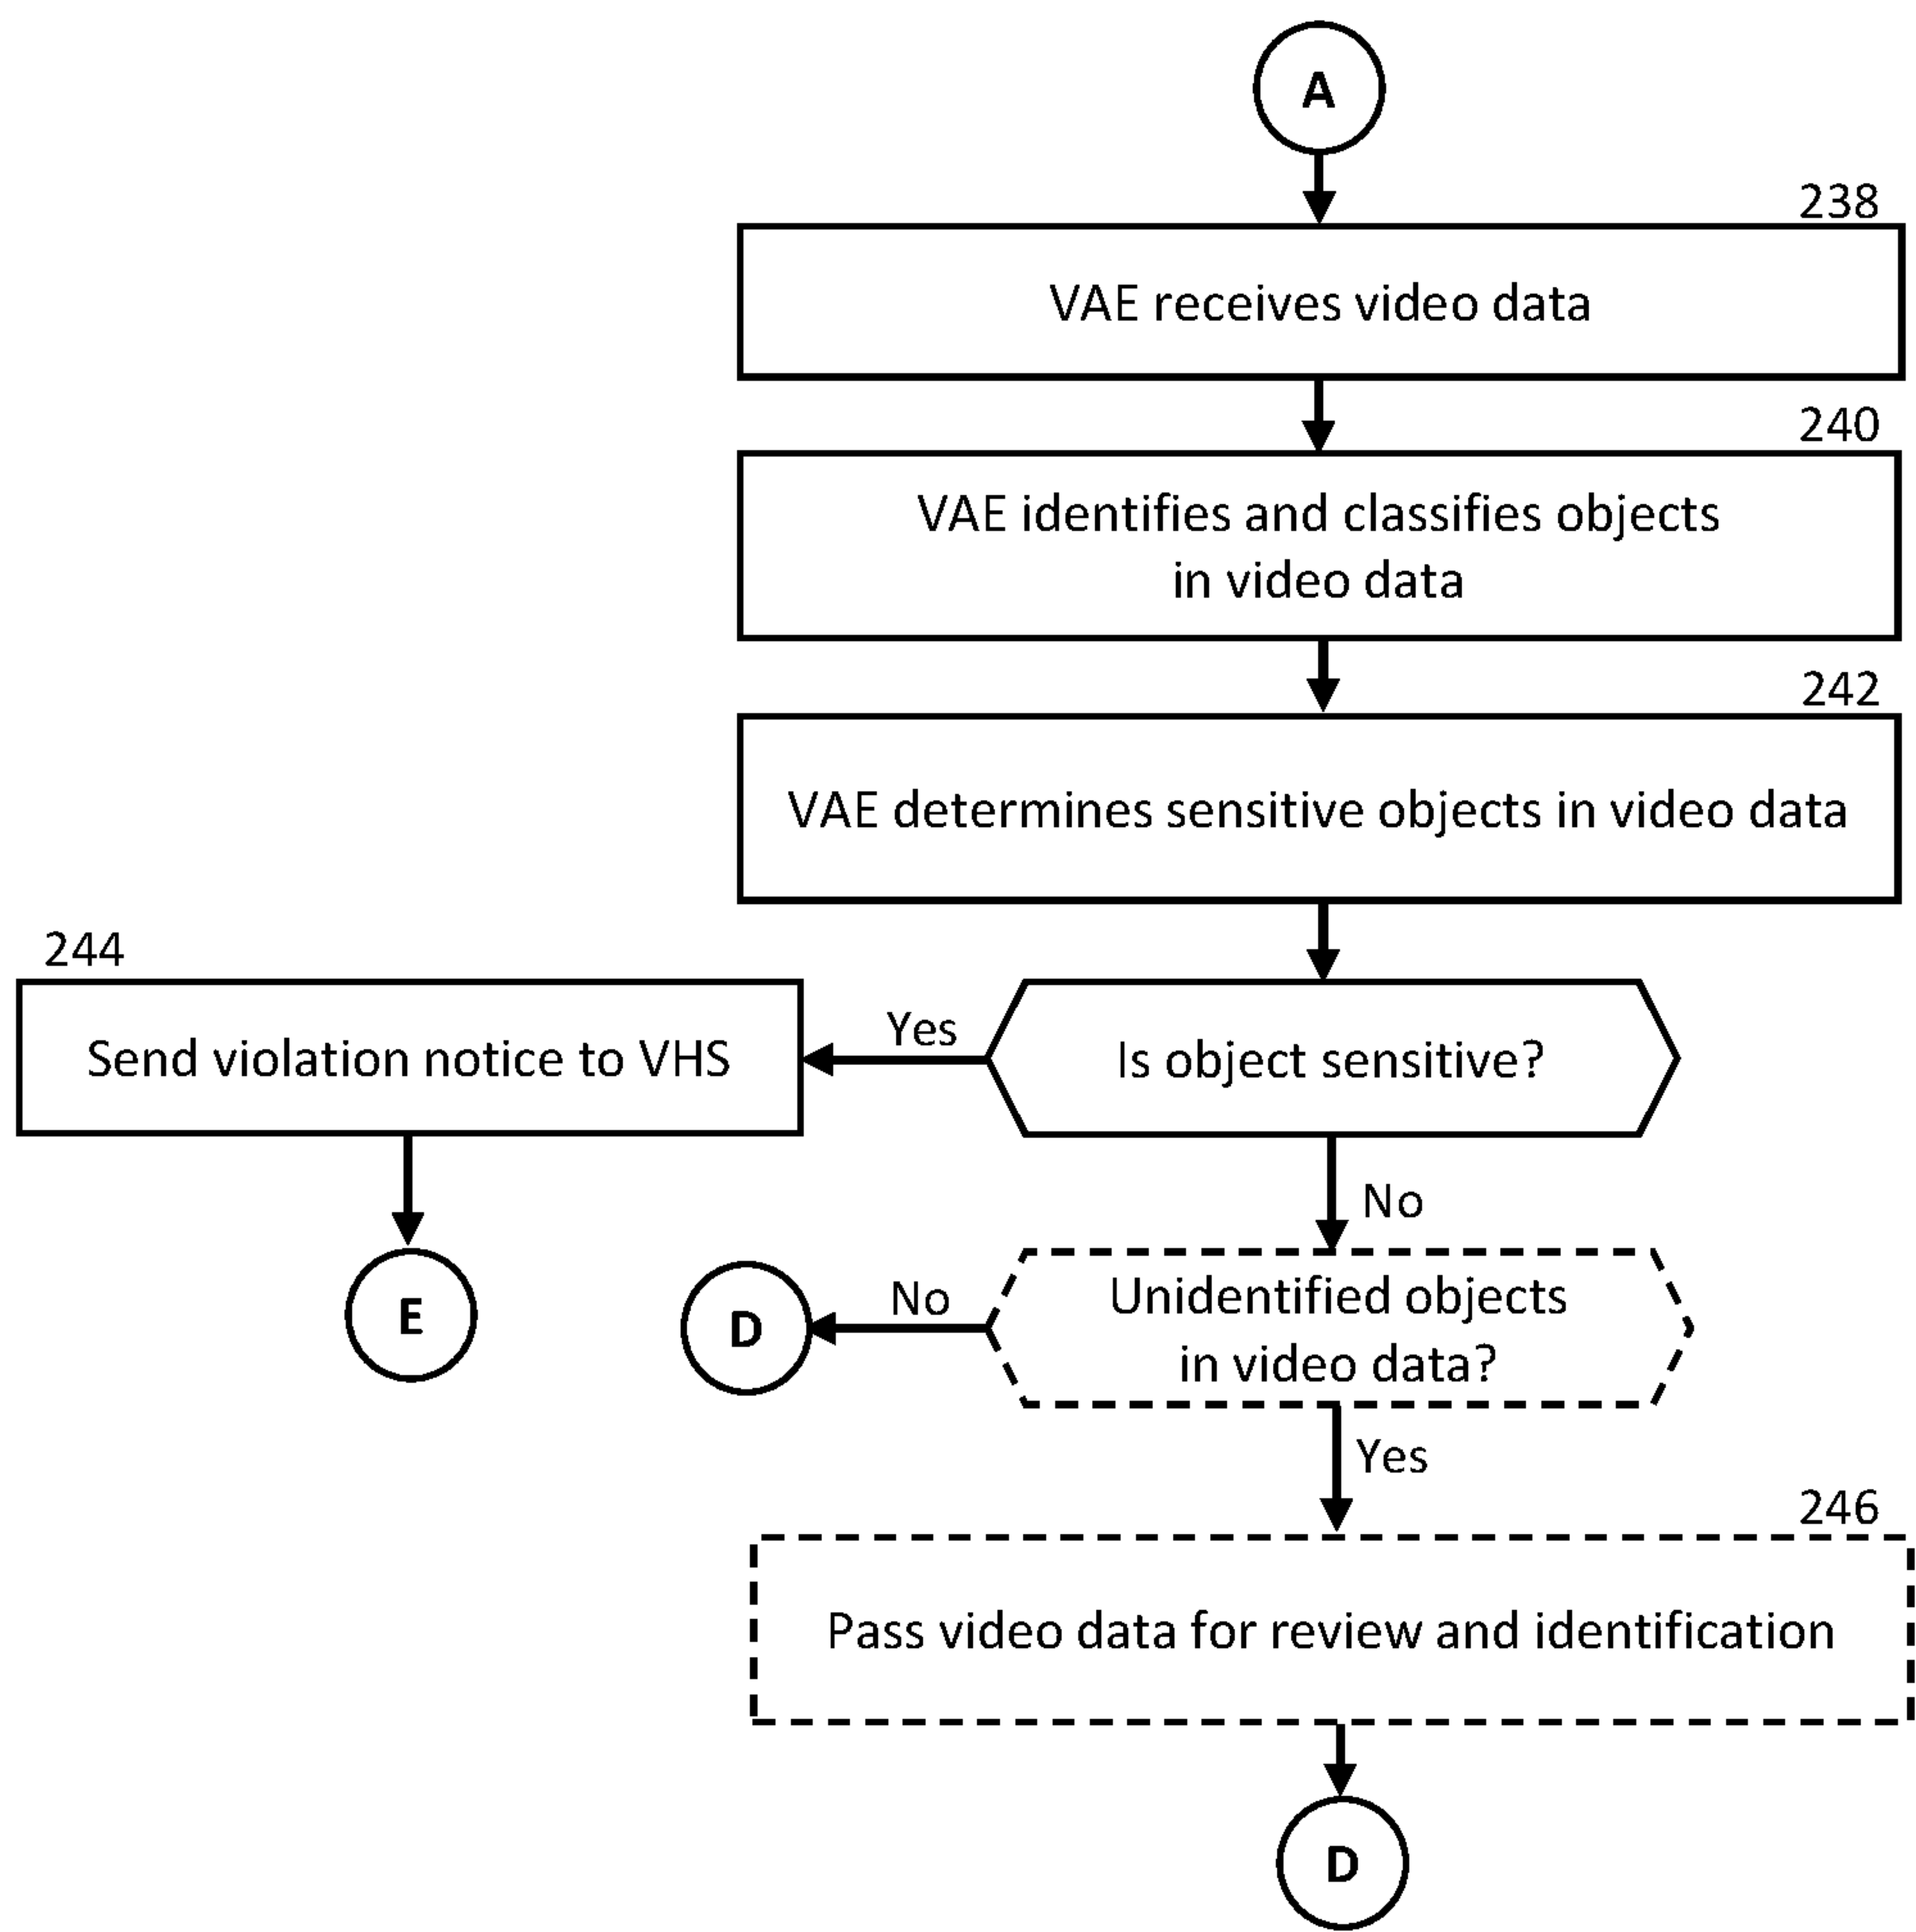 A
238
VAE receives video data
240
VAE identifies and classifies objects
in video data
242
VAE determines sensitive objects in video data
244
Send violation notice to VHS
Yes
Is object sensitive?
No
E
D
No
Unidentified objects
in video data?
Yes
246
Pass video data for review and identification
D